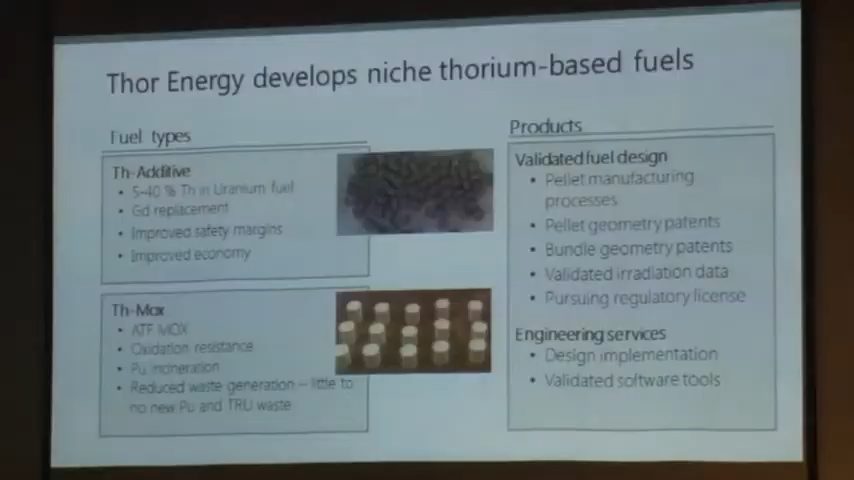 Thor Energy develops niche thorium-based fuels
Fuel types
Th-Additive
• 5-40 % Th in Uranium fuel
• Gd replacement
• Improved safety margins
• Improved economy
Th-Mox
• ATF MOX
• Oxidation resistance
• Pu incineration
• Reduced waste generation – little to
no new Pu and TRU waste
Products
Validated fuel design
• Pellet manufacturing
processes
• Pellet geometry patents
• Bundle geometry patents
• Validated irradiation data
• Pursuing regulatory license
Engineering services
• Design implementation
• Validated software tools